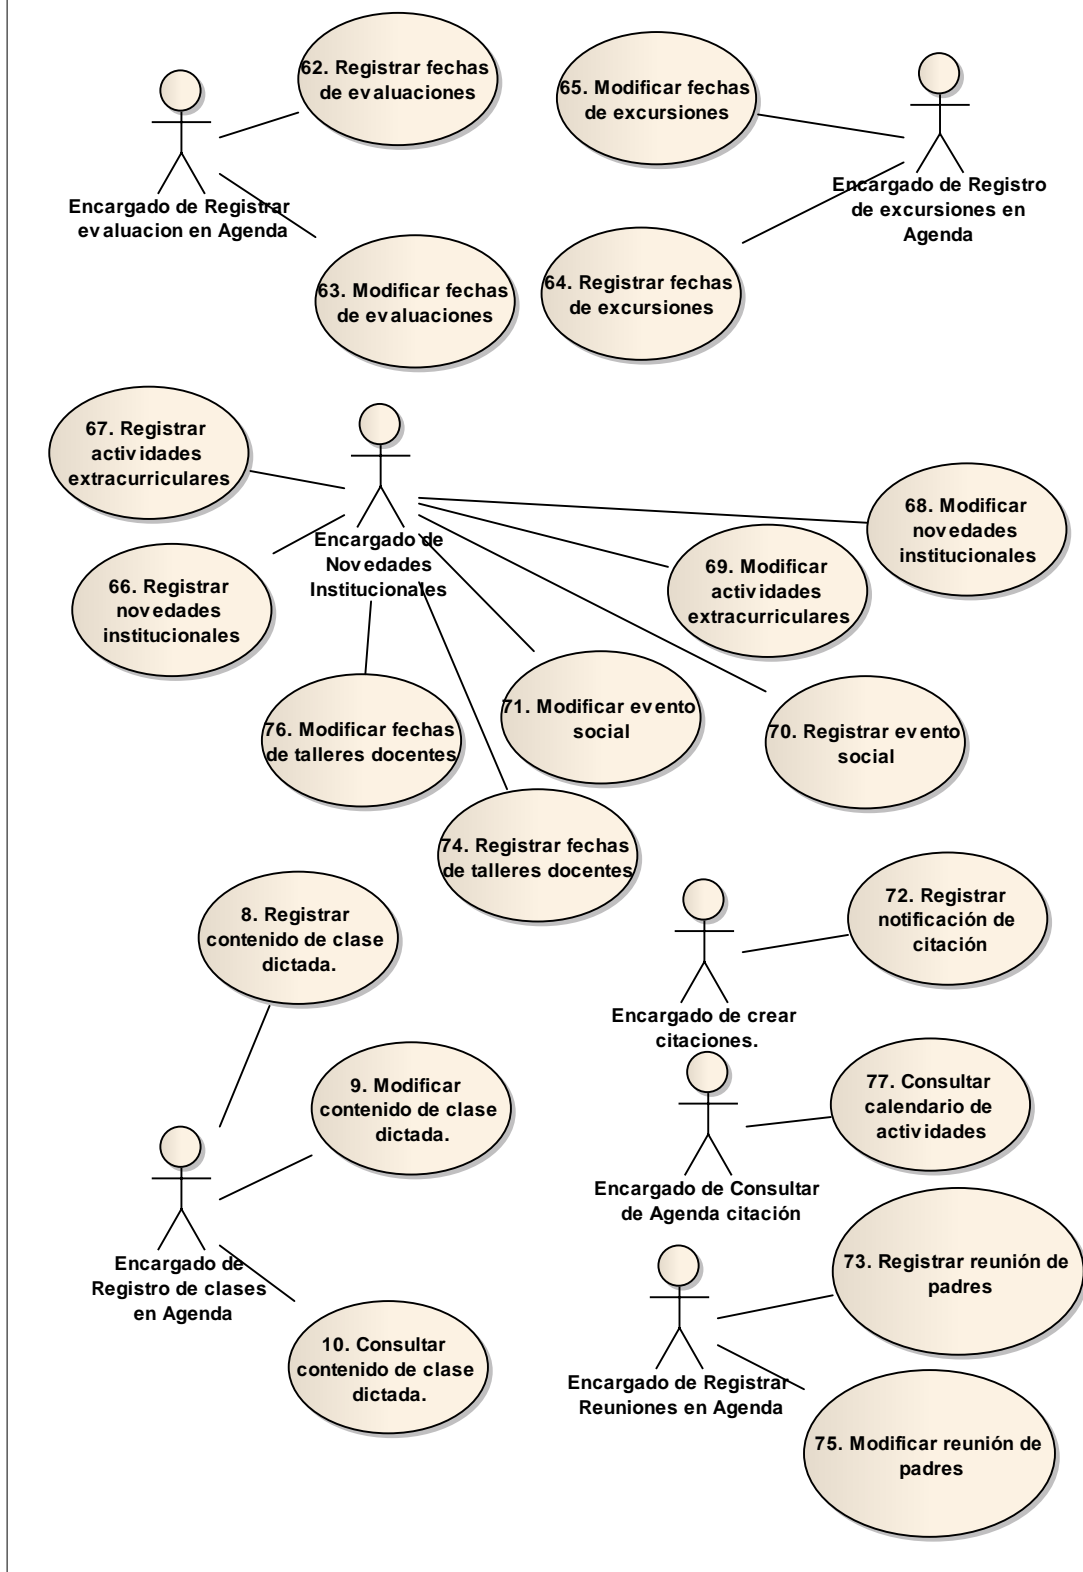 62. Registrar fechas
de evaluaciones
65. Modificar fechas
de excursiones
Encargado de Registrar
evaluacion en Agenda
Encargado de Registro
de excursiones en
Agenda
63. Modificar fechas
de evaluaciones
64. Registrar fechas
de excursiones
67. Registrar
actividades
extracurriculares
Encargado de
Novedades
Institucionales
68. Modificar
novedades
institucionales
69. Modificar
actividades
extracurriculares
66. Registrar
novedades
institucionales
76. Modificar fechas
de talleres docentes
71. Modificar evento
social
70. Registrar evento
social
74. Registrar fechas
de talleres docentes
8. Registrar
contenido de clase
dictada.
72. Registrar
notificación de
citación
Encargado de crear
citaciones.
9. Modificar
contenido de clase
dictada.
77. Consultar
calendario de
actividades
Encargado de Consultar
de Agenda citación
Encargado de
Registro de clases
en Agenda
73. Registrar reunión de
padres
10. Consultar
contenido de clase
dictada.
Encargado de Registrar
Reuniones en Agenda
75. Modificar reunión de
padres